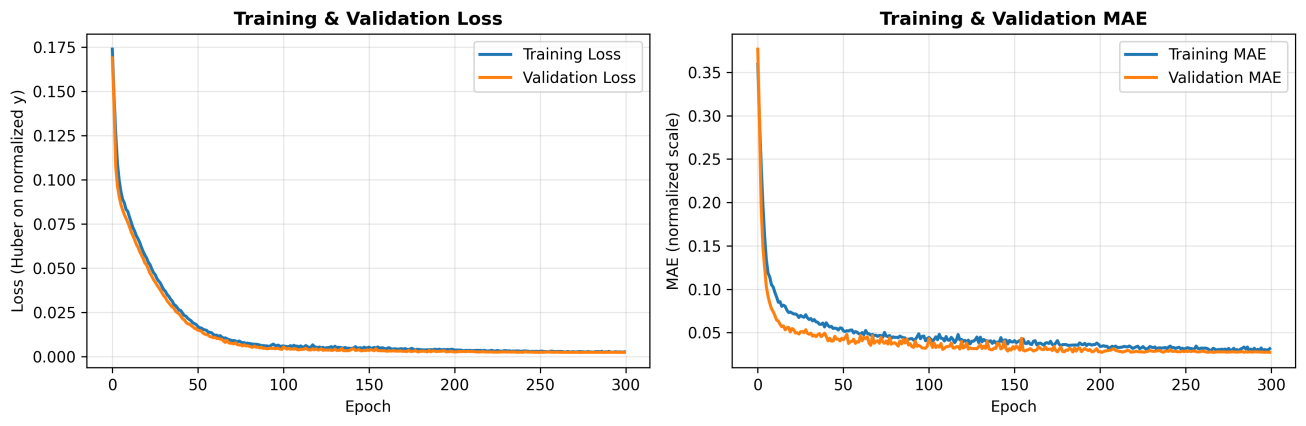 Training & Validation Loss
Loss (Huber on normalized y)
0.175
0.150
0.125
0.100
0.075
0.050
0.025
0.000
Training Loss
Validation Loss
0 50 100 150 200 250 300
Epoch
Training & Validation MAE
MAE (normalized scale)
0.35
0.30
0.25
0.20
0.15
0.10
0.05
Training MAE
Validation MAE
0 50 100 150 200 250 300
Epoch